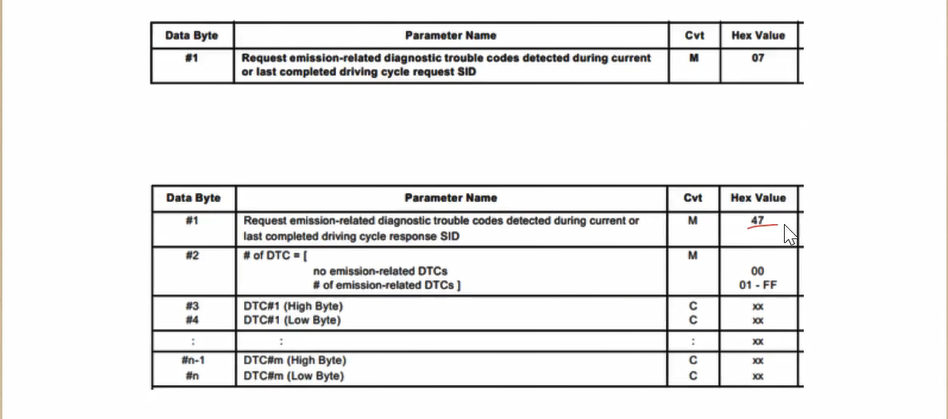 Data Byte Parameter Name Cvt Hex Value
#1 Request emission-related diagnostic trouble codes detected during current M 07
or last completed driving cycle request SID
Data Byte Parameter Name Cvt Hex Value
#1 Request emission-related diagnostic trouble codes detected during current or M 47
last completed driving cycle response SID
#2 # of DTC = [ M
no emission-related DTCs 00
# of emission-related DTCs ] 01 - FF
#3 DTC#1 (High Byte) C xx
#4 DTC#1 (Low Byte) C xx
: : : xx
#n-1 DTC#m (High Byte) C xx
#n DTC#m (Low Byte) C xx